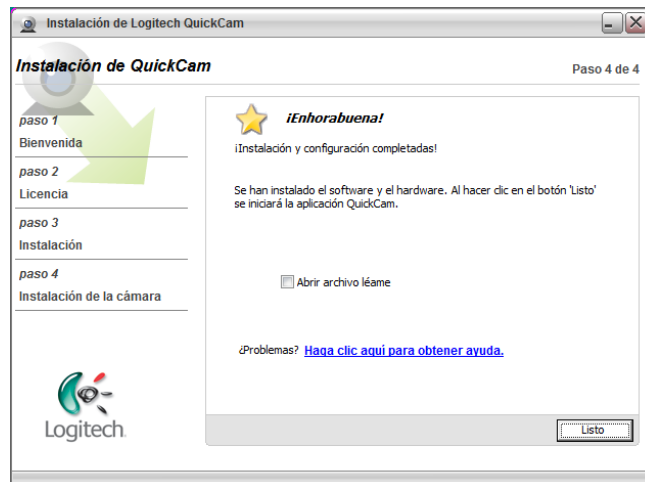 Instalación de Logitech QuickCam
Instalación de QuickCam
Paso 4 de 4
paso 1
Bienvenida
paso 2
Licencia
paso 3
Instalación
paso 4
Instalación de la cámara
Logitech
¡Enhorabuena!
¡Instalación y configuración completadas!
Se han instalado el software y el hardware. Al hacer clic en el botón 'Listo'
se iniciará la aplicación QuickCam.
Abrir archivo léame
¿Problemas? Haga clic aquí para obtener ayuda.
Listo